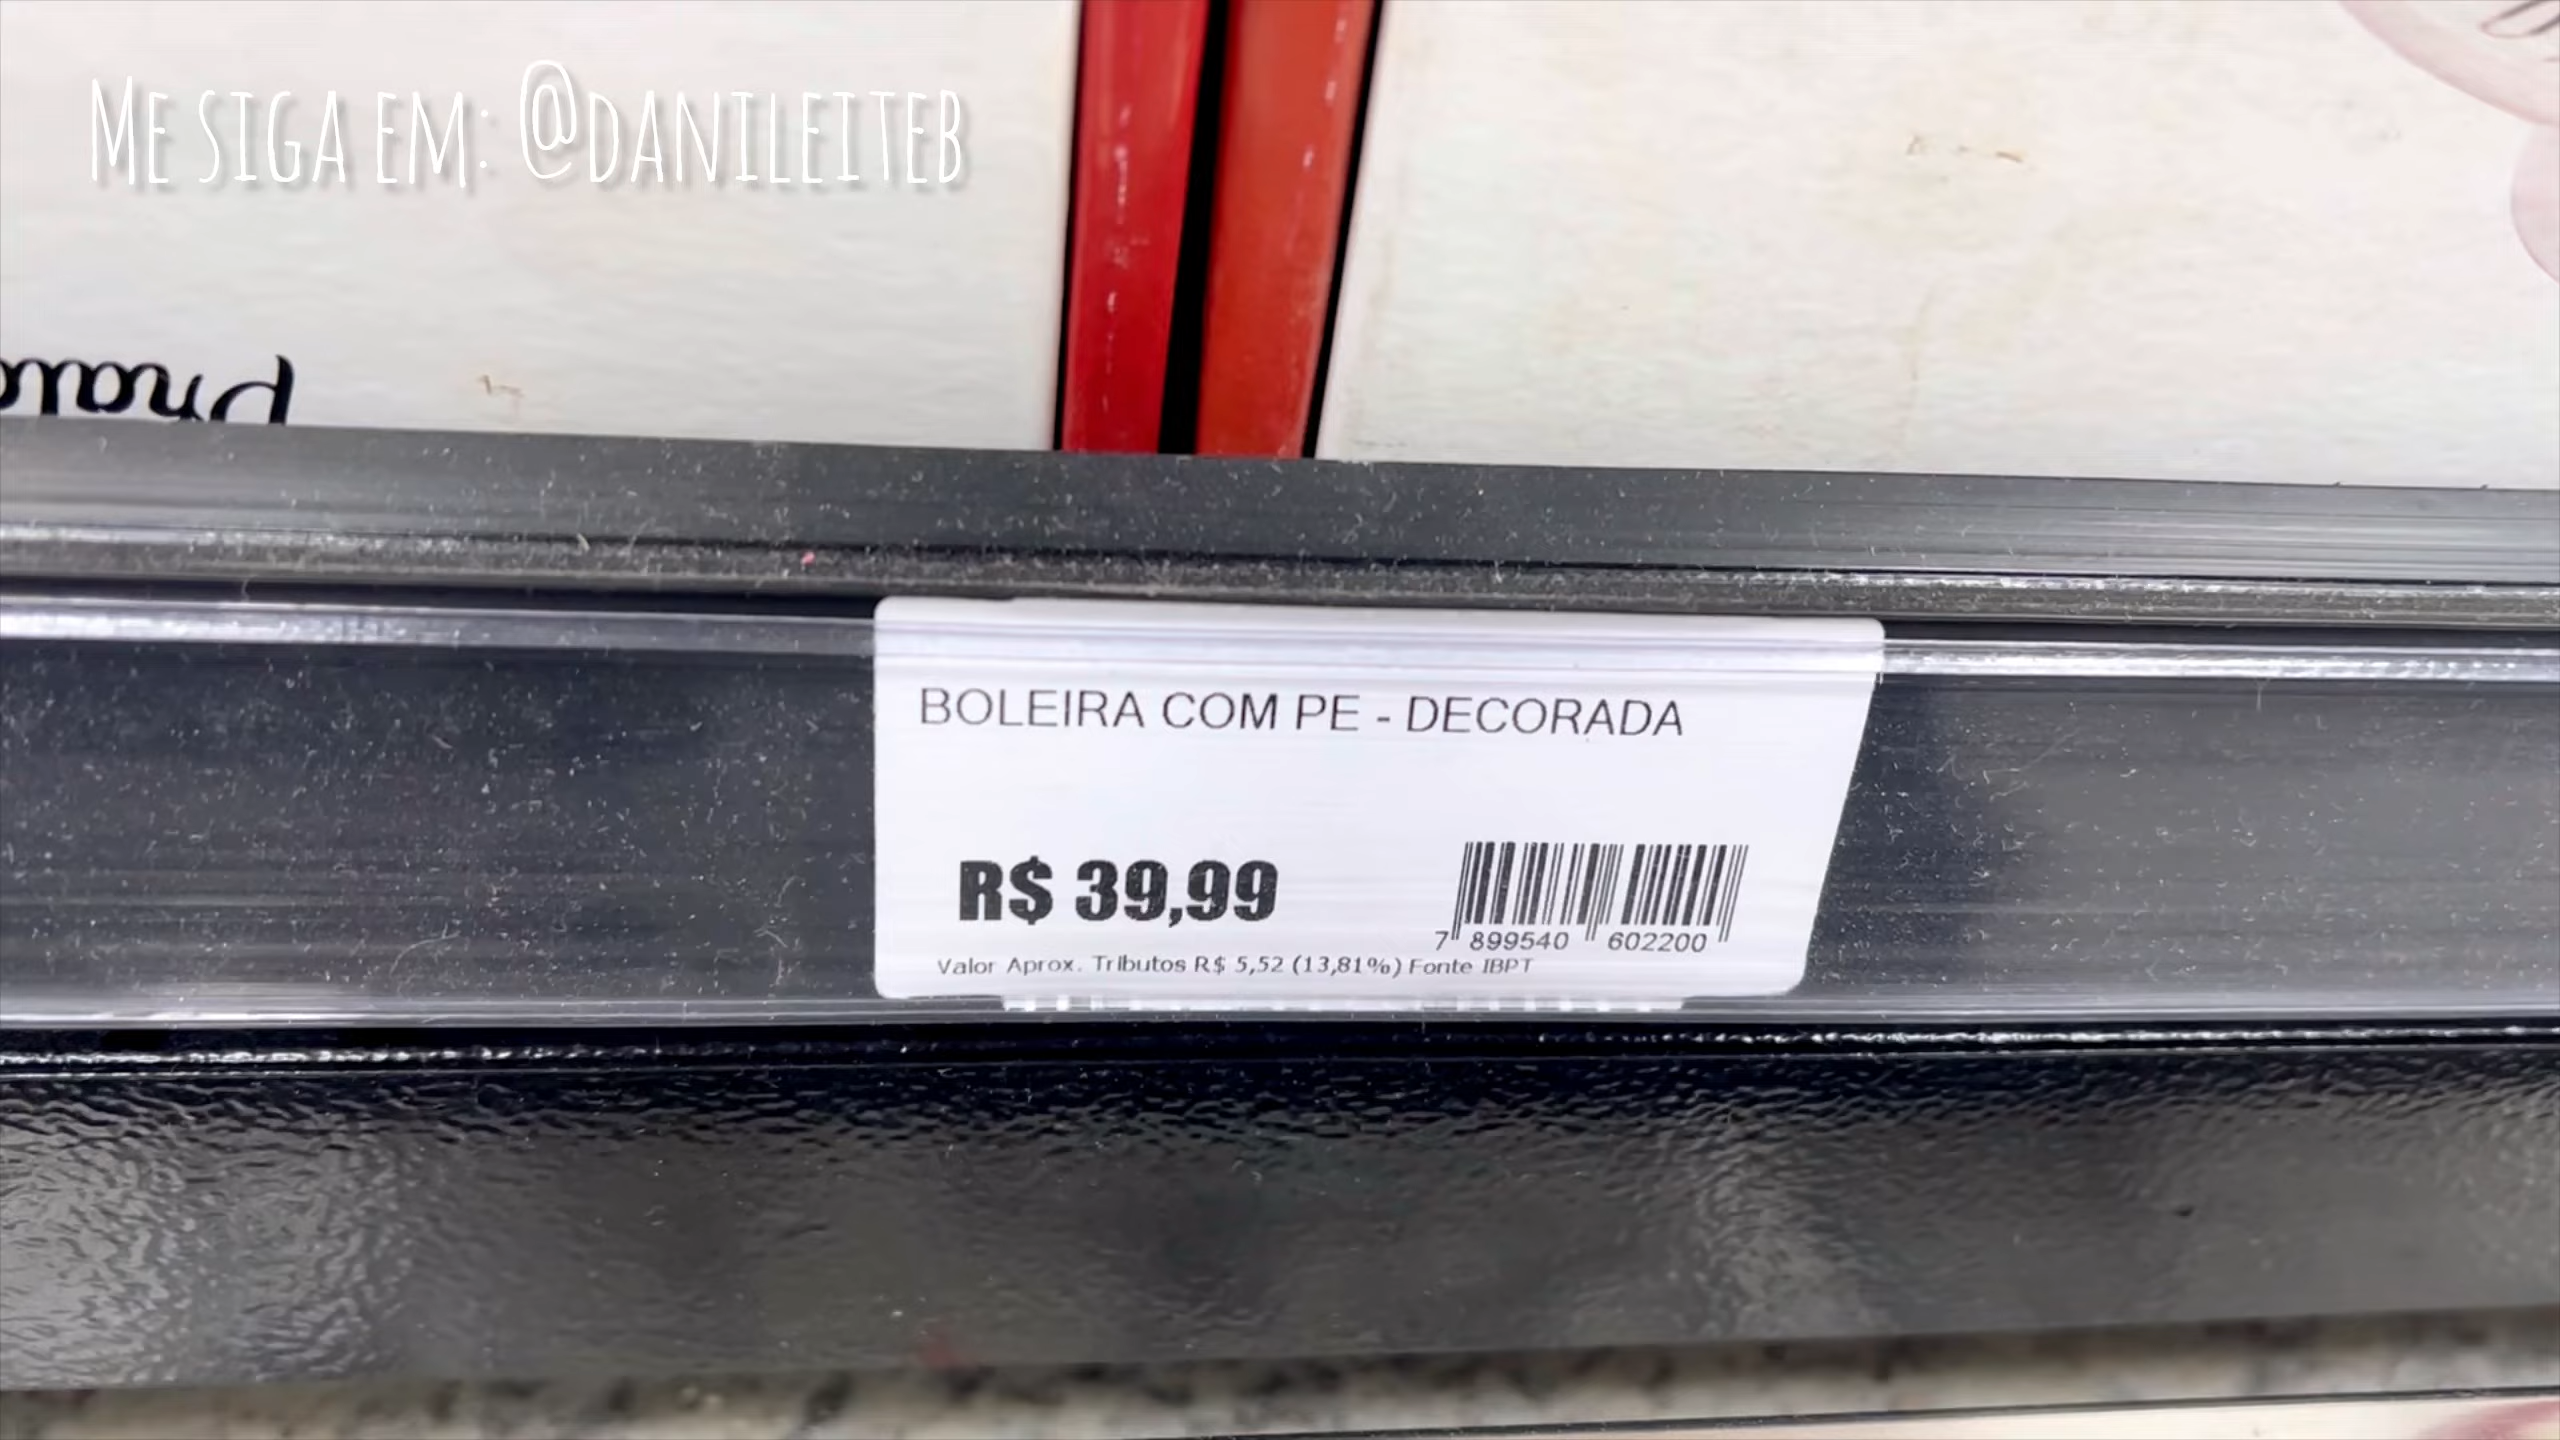 ME SIGA EM: @DANILEITEB
BOLEIRA COM PE - DECORADA
R$ 39,99
7 899540 602200
Valor Aprox. Tributos R$ 5,52 (13,81%) Fonte IBPT